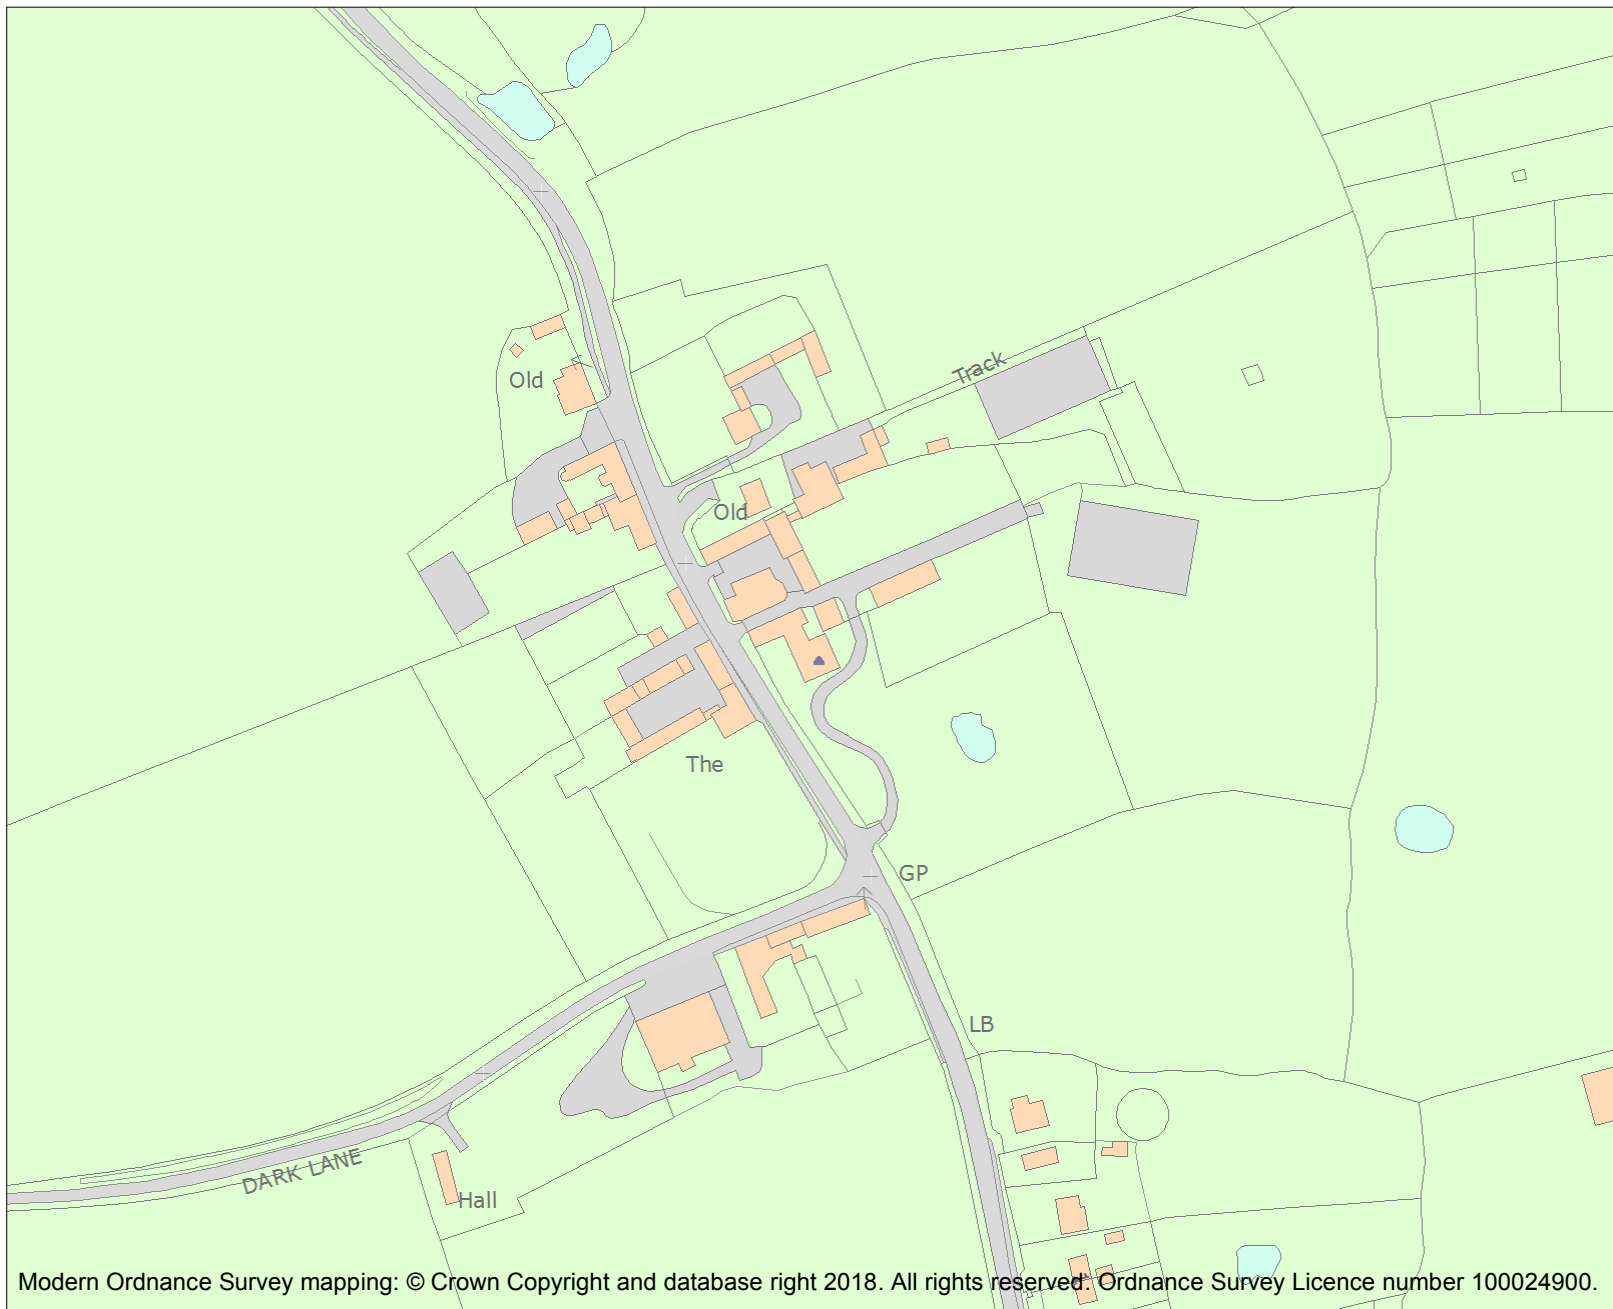 Track
Old
Old
The
GP
LB
DARK LANE
Hall
Modern Ordnance Survey mapping: © Crown Copyright and database right 2018. All rights reserved. Ordnance Survey Licence number 100024900.